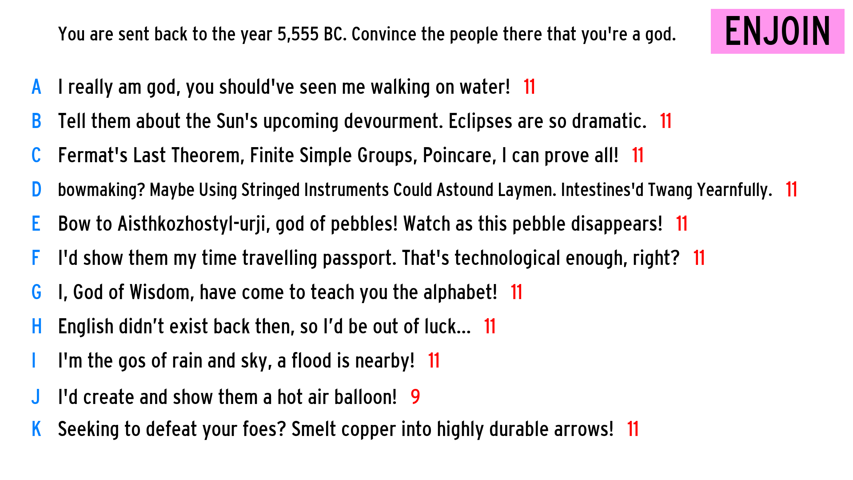 You are sent back to the year 5,555 BC. Convince the people there that you're a god.
ENJOIN
A I really am god, you should've seen me walking on water! 11
B Tell them about the Sun's upcoming devourment. Eclipses are so dramatic. 11
C Fermat's Last Theorem, Finite Simple Groups, Poincare, I can prove all! 11
D bowmaking? Maybe Using Stringed Instruments Could Astound Laymen. Intestines'd Twang Yearnfully. 11
E Bow to Aisthkozhostyl-urji, god of pebbles! Watch as this pebble disappears! 11
F I'd show them my time travelling passport. That's technological enough, right? 11
G I, God of Wisdom, have come to teach you the alphabet! 11
H English didn’t exist back then, so I’d be out of luck... 11
I I'm the gos of rain and sky, a flood is nearby! 11
J I'd create and show them a hot air balloon! 9
K Seeking to defeat your foes? Smelt copper into highly durable arrows! 11